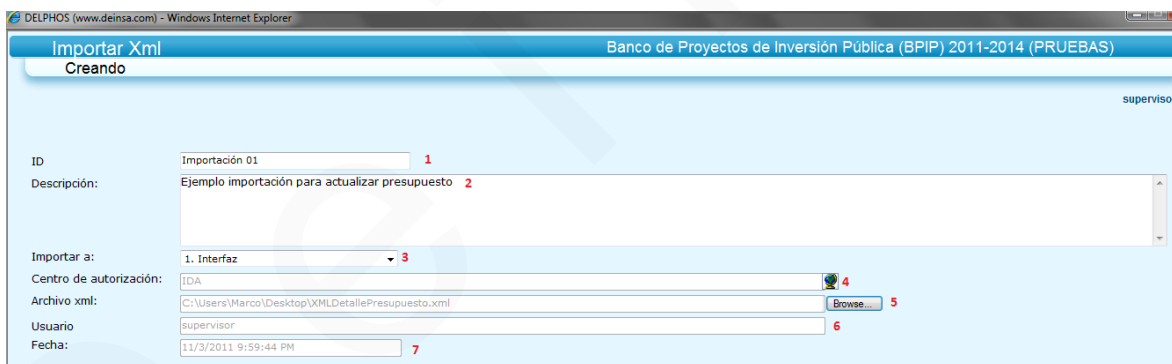 DELPHOS (www.deinsa.com) - Windows Internet Explorer
Importar Xml Banco de Proyectos de Inversión Pública (BPIP) 2011-2014 (PRUEBAS)
Creando
superviso
ID Importación 01 1
Descripción: Ejemplo importación para actualizar presupuesto 2
Importar a: 1. Interfaz 3
Centro de autorización: IDA 4
Archivo xml: C:\Users\Marco\Desktop\XMLDetallePresupuesto.xml Browse... 5
Usuario supervisor 6
Fecha: 11/3/2011 9:59:44 PM 7